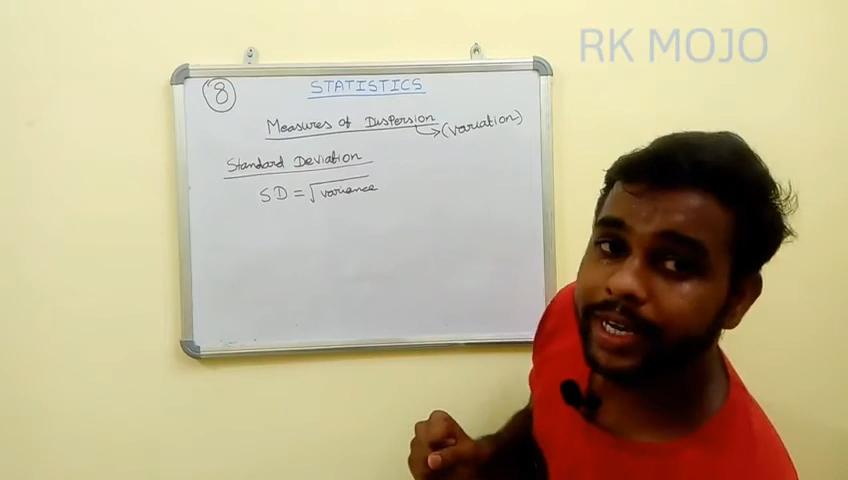 RK MOJO
8
STATISTICS
Measures of Dispersion
(variation)
Standard Deviation
SD = √variance